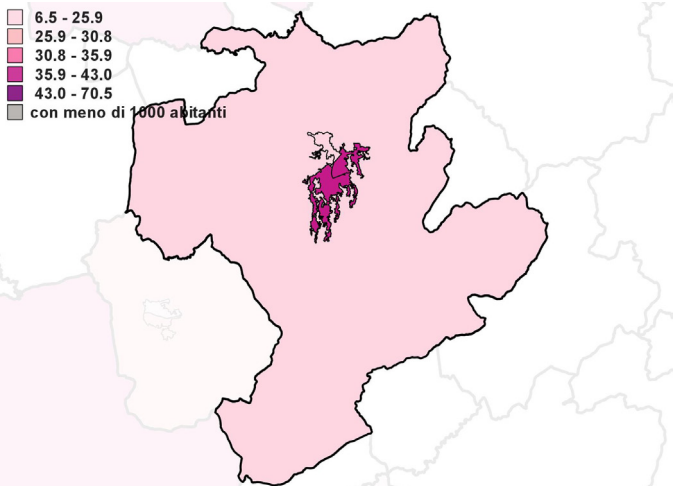 6.5 - 25.9
25.9 - 30.8
30.8 - 35.9
35.9 - 43.0
43.0 - 70.5
con meno di 1000 abitanti